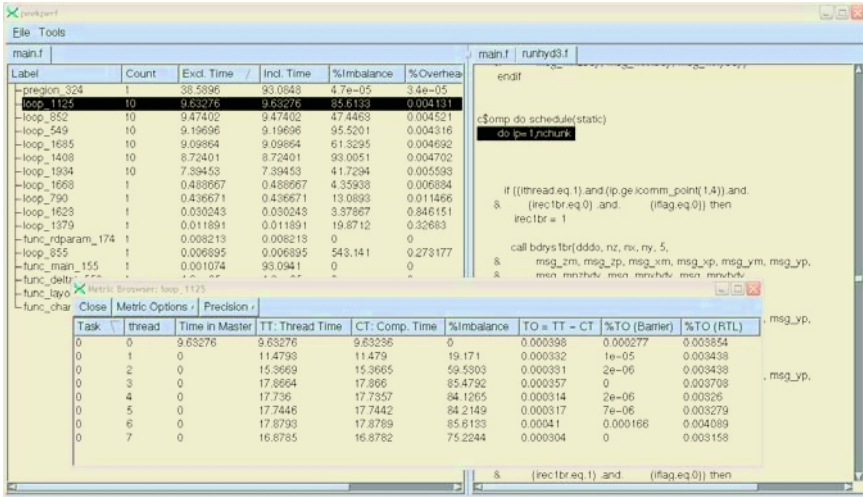 peekperf
File Tools
main.f
Label Count Excl. Time / Incl. Time %Imbalance %Overhea
pregion_324 1 38.5896 93.0848 4.7e-05 3.4e-05
loop_1125 10 9.63276 9.63276 85.6133 0.004131
loop_852 10 9.47402 9.47402 47.4463 0.004521
loop_549 10 9.19696 9.19696 95.5201 0.004316
loop_1685 10 9.09864 9.09864 61.3295 0.004692
loop_1408 10 8.72401 8.72401 93.0051 0.004702
loop_1934 10 7.39453 7.39453 41.7294 0.005593
loop_1668 1 0.488667 0.488667 4.35938 0.006884
loop_790 1 0.436671 0.436671 13.0893 0.011466
loop_1623 1 0.030243 0.030243 3.37867 0.846151
loop_1379 1 0.011891 0.011891 19.8712 0.32683
func_rdparam_174 1 0.008213 0.008213 0 0
loop_855 1 0.006895 0.006895 543.141 0.273177
func_main_155 1 0.001074 93.0941 0 0
func_layo
func_char
main.f runhyd3.f
endif
c$omp do schedule(static)
do ip=1,nchunk
if ((ithread.eq.1).and.(ip.ge.icomm_point(1,4)).and.
& (irec1br.eq.0) .and. (iflag.eq.0)) then
irec1br = 1
call bdrys1br(dddo, nz, nx, ny, 5,
& msg_zm, msg_zp, msg_xm, msg_xp, msg_ym, msg_yp,
, msg_yp,
, msg_yp,
& (irec1br.eq.1) .and. (iflag.eq.0)) then
Metric Browser: loop_1125
Close Metric Options Precision
Task thread Time in Master TT: Thread Time CT: Comp. Time %Imbalance TO = TT - CT %TO (Barrier) %TO (RTL)
0 0 9.63276 9.63276 9.63236 0 0.000398 0.000277 0.003854
0 1 0 11.4793 11.479 19.171 0.000332 1e-05 0.003438
0 2 0 15.3669 15.3665 59.5303 0.000331 2e-06 0.003438
0 3 0 17.8664 17.866 85.4792 0.000357 0 0.003708
0 4 0 17.736 17.7357 84.1265 0.000314 2e-06 0.00326
0 5 0 17.7446 17.7442 84.2149 0.000317 7e-06 0.003279
0 6 0 17.8793 17.8789 85.6133 0.00041 0.000166 0.004089
0 7 0 16.8785 16.8782 75.2244 0.000304 0 0.003158